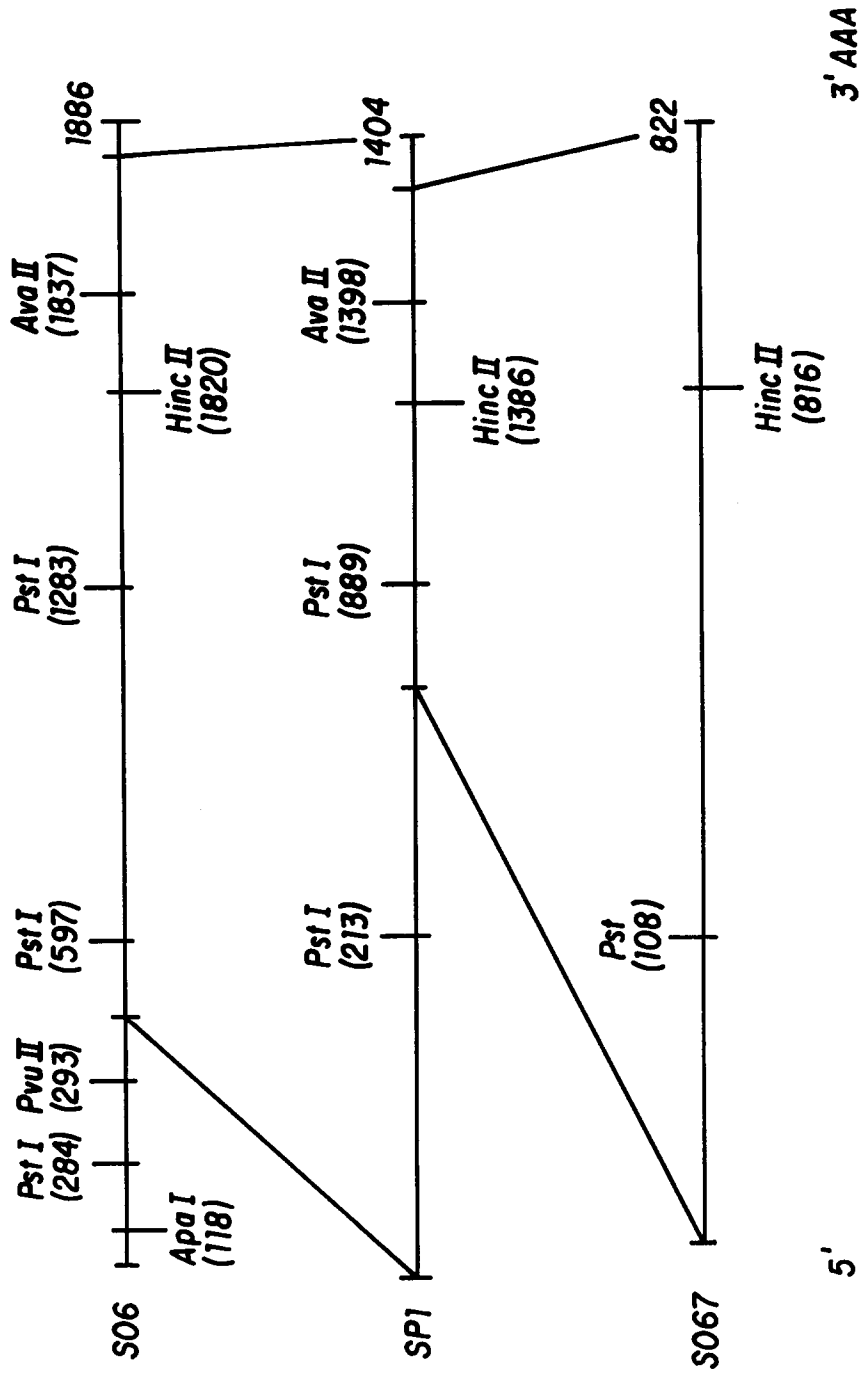 SO6
Apa I
(118)
Pst I
(284)
Pvu II
(293)
Pst I
(597)
Pst I
(1283)
Hinc II
(1820)
Ava II
(1837)
1886
SP1
Pst I
(213)
Pst I
(889)
Hinc II
(1386)
Ava II
(1398)
1404
SO67
Pst
(108)
Hinc II
(816)
822
5'
3' AAA